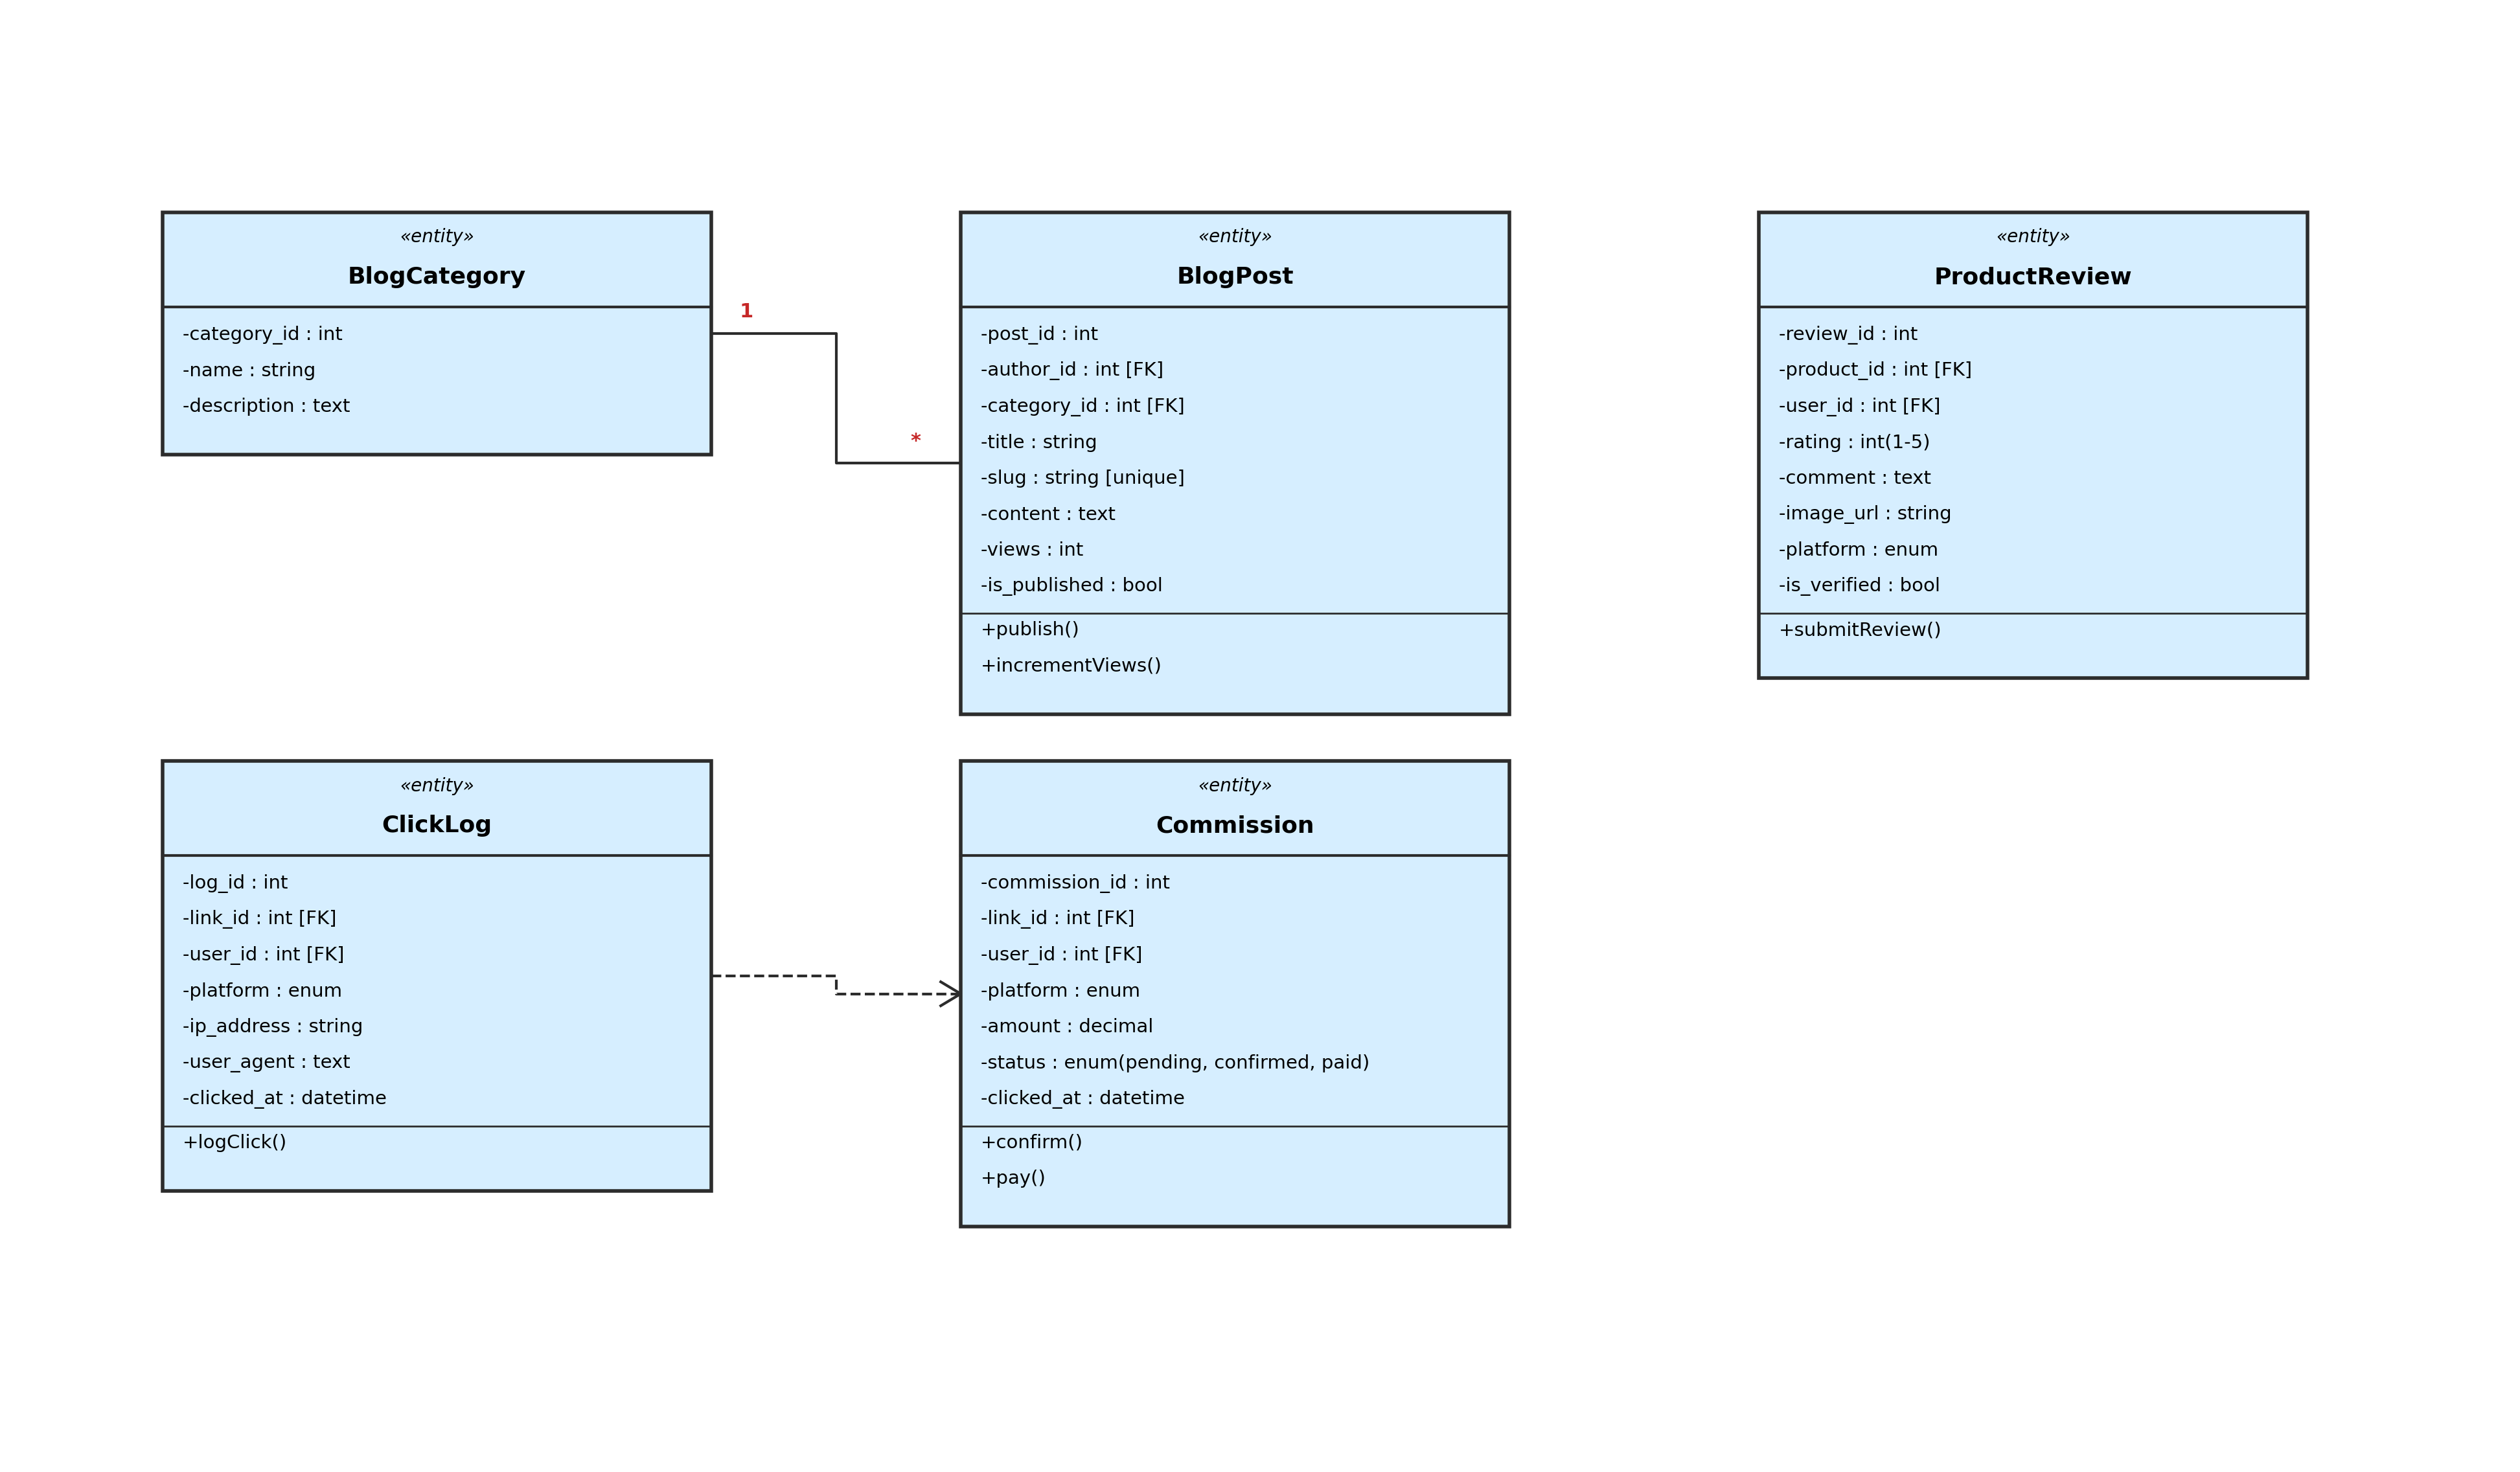 «entity»
BlogCategory
-category_id : int
-name : string
-description : text
1
*
«entity»
BlogPost
-post_id : int
-author_id : int [FK]
-category_id : int [FK]
-title : string
-slug : string [unique]
-content : text
-views : int
-is_published : bool
+publish()
+incrementViews()
«entity»
ProductReview
-review_id : int
-product_id : int [FK]
-user_id : int [FK]
-rating : int(1-5)
-comment : text
-image_url : string
-platform : enum
-is_verified : bool
+submitReview()
«entity»
ClickLog
-log_id : int
-link_id : int [FK]
-user_id : int [FK]
-platform : enum
-ip_address : string
-user_agent : text
-clicked_at : datetime
+logClick()
«entity»
Commission
-commission_id : int
-link_id : int [FK]
-user_id : int [FK]
-platform : enum
-amount : decimal
-status : enum(pending, confirmed, paid)
-clicked_at : datetime
+confirm()
+pay()